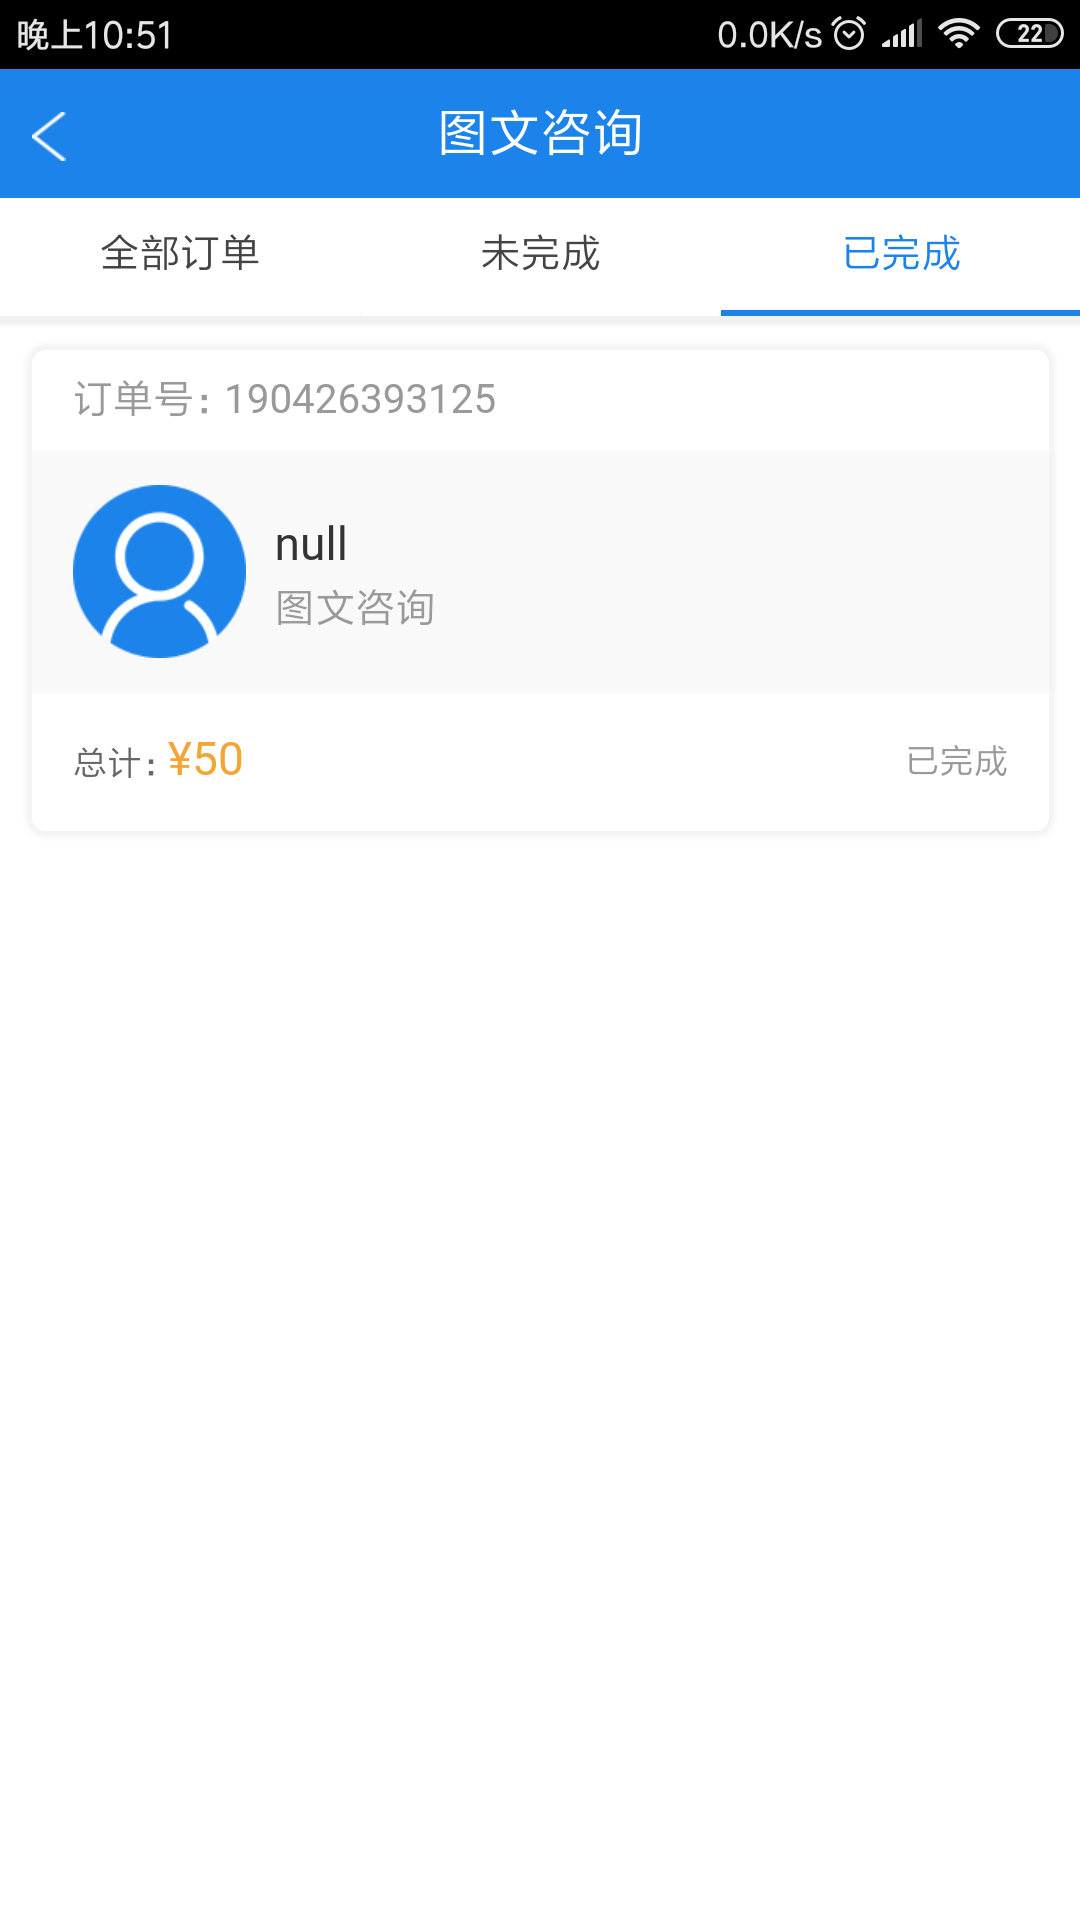 晚上10:51 0.0K/s 22
图文咨询
全部订单 未完成 已完成
订单号：190426393125
null
图文咨询
总计：¥50 已完成